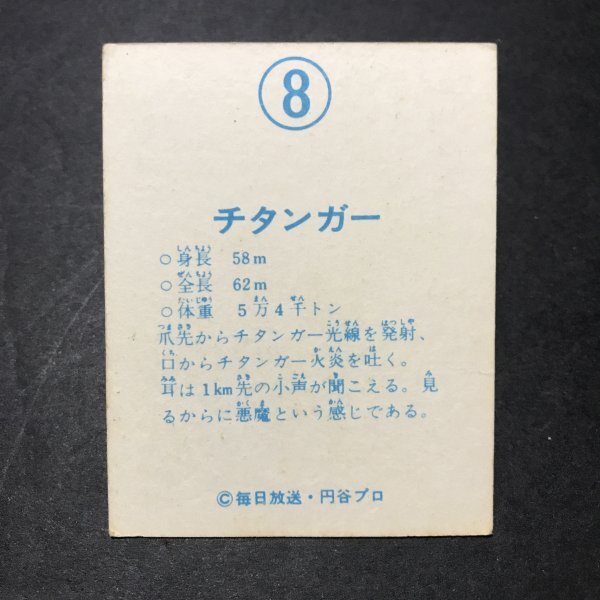 8
チタンガー
○身長 58m
○全長 62m
○体重 5万4千トン
爪先からチタンガー光線を発射、
口からチタンガー火炎を吐く。
耳は1km先の小声が聞こえる。見
るからに悪魔という感じである。
©毎日放送・円谷プロ